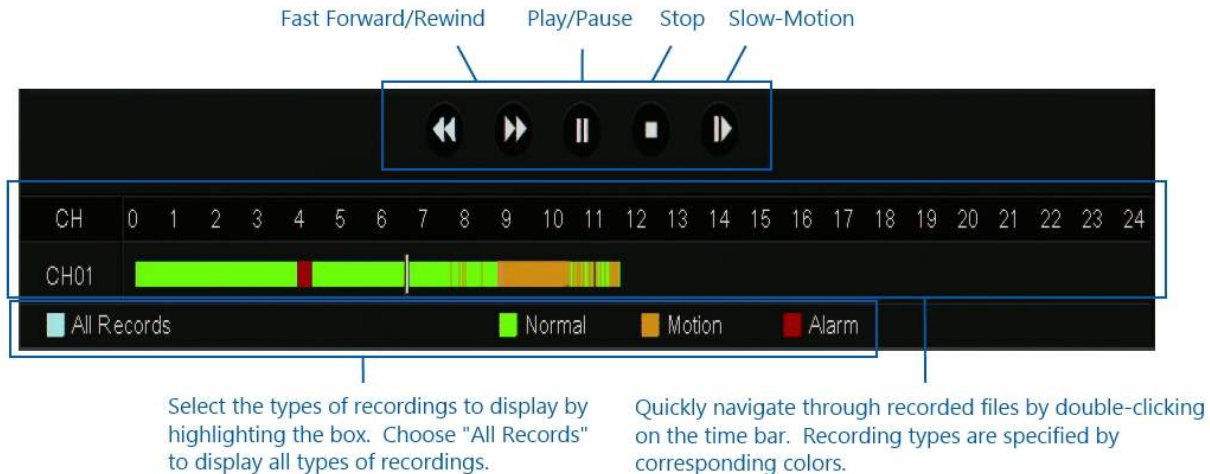 Fast Forward/Rewind Play/Pause Stop Slow-Motion
CH 0 1 2 3 4 5 6 7 8 9 10 11 12 13 14 15 16 17 18 19 20 21 22 23 24
CH01
All Records Normal Motion Alarm
Select the types of recordings to display by
highlighting the box. Choose "All Records"
to display all types of recordings.
Quickly navigate through recorded files by double-clicking
on the time bar. Recording types are specified by
corresponding colors.